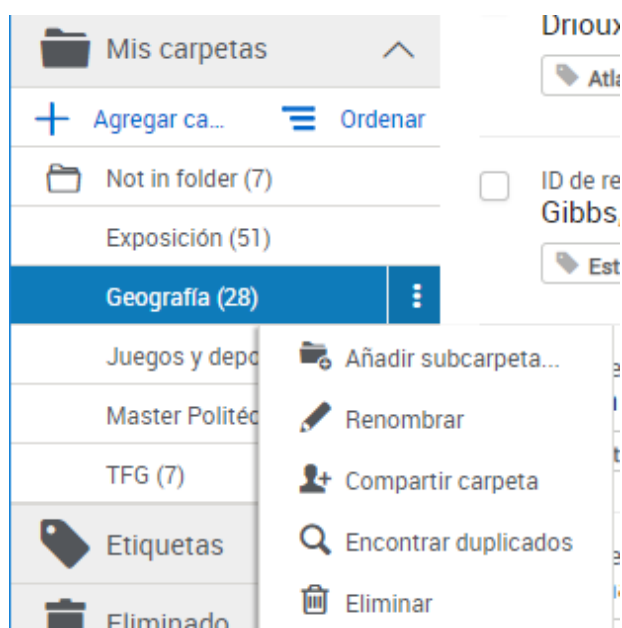 Mis carpetas
Agregar ca...
Ordenar
Not in folder (7)
Exposición (51)
Geografía (28)
Juegos y depo
Master Politéc
TFG (7)
Etiquetas
Eliminado
Añadir subcarpeta...
Renombrar
Compartir carpeta
Encontrar duplicados
Eliminar
Drioux
Atla
ID de re
Gibbs,
Est